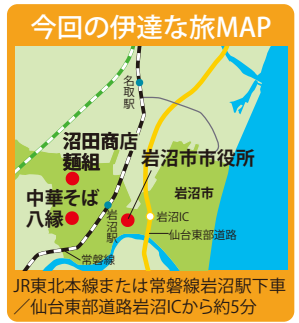 今回の伊達な旅MAP
名取駅
沼田商店
麺組
岩沼市市役所
中華そば
八縁
岩沼市
岩沼駅
岩沼IC
仙台東部道路
常磐線
JR東北本線または常磐線岩沼駅下車
／仙台東部道路岩沼ICから約5分